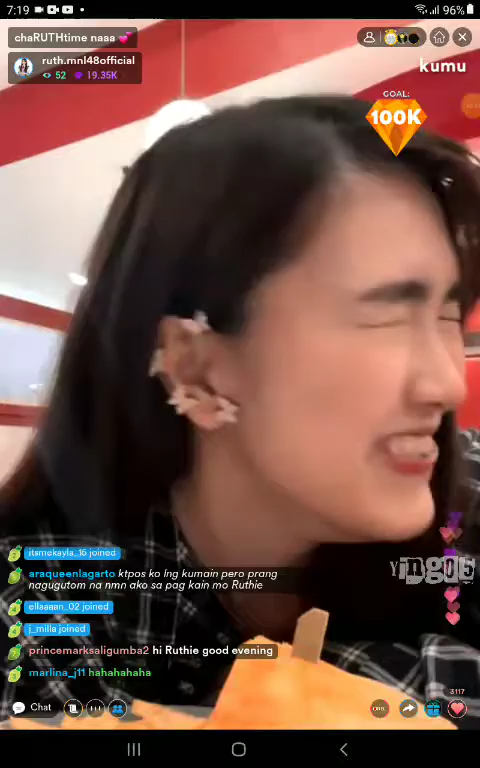 7:19
96%
chaRUTHtime naaa 💕
ruth.mnl48official
52
19.35K
kumu
GOAL:
100K
itsmekayla_16 joined
araqueenlagarto ktpos ko lng kumain pero prang
nagugutom na nmn ako sa pag kain mo Ruthie
ellaaaan_02 joined
j_milla joined
princemarksaligumba2 hi Ruthie good evening
marlina_j11 hahahahaha
Ying05
3117
Chat